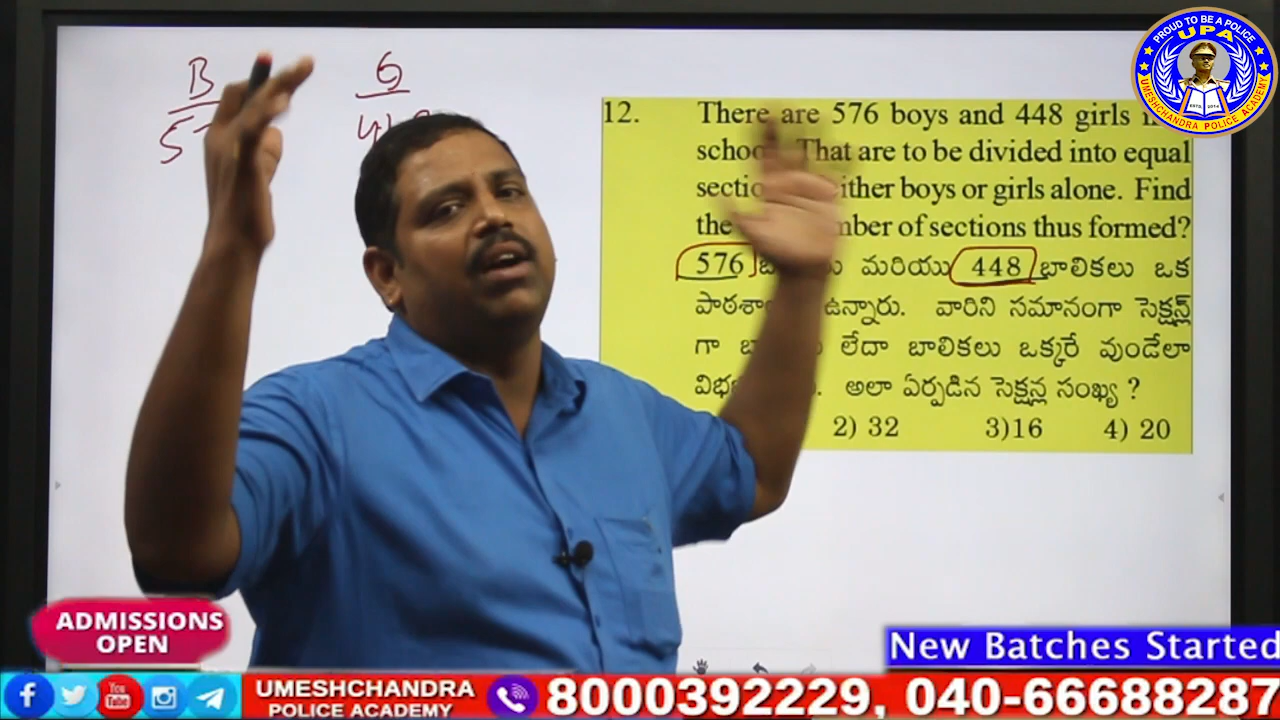 B
G
12. There are 576 boys and 448 girls
That are to be divided into equal
boys or girls alone. Find
the of sections thus formed?
576 మరియు 448 బాలికలు ఒక
ఉన్నారు. వారిని సమానంగా సెక్షన్స్
గా లేదా బాలికలు ఒక్కరే వుండేలా
అలా ఏర్పడిన సెక్షన్ల సంఖ్య ?
2) 32 3)16 4) 20
PROUD TO BE A POLICE
UPA
ESTD. 2014
UMESHCHANDRA POLICE ACADEMY
ADMISSIONS
OPEN
New Batches Started
UMESHCHANDRA
POLICE ACADEMY
8000392229, 040-66688287